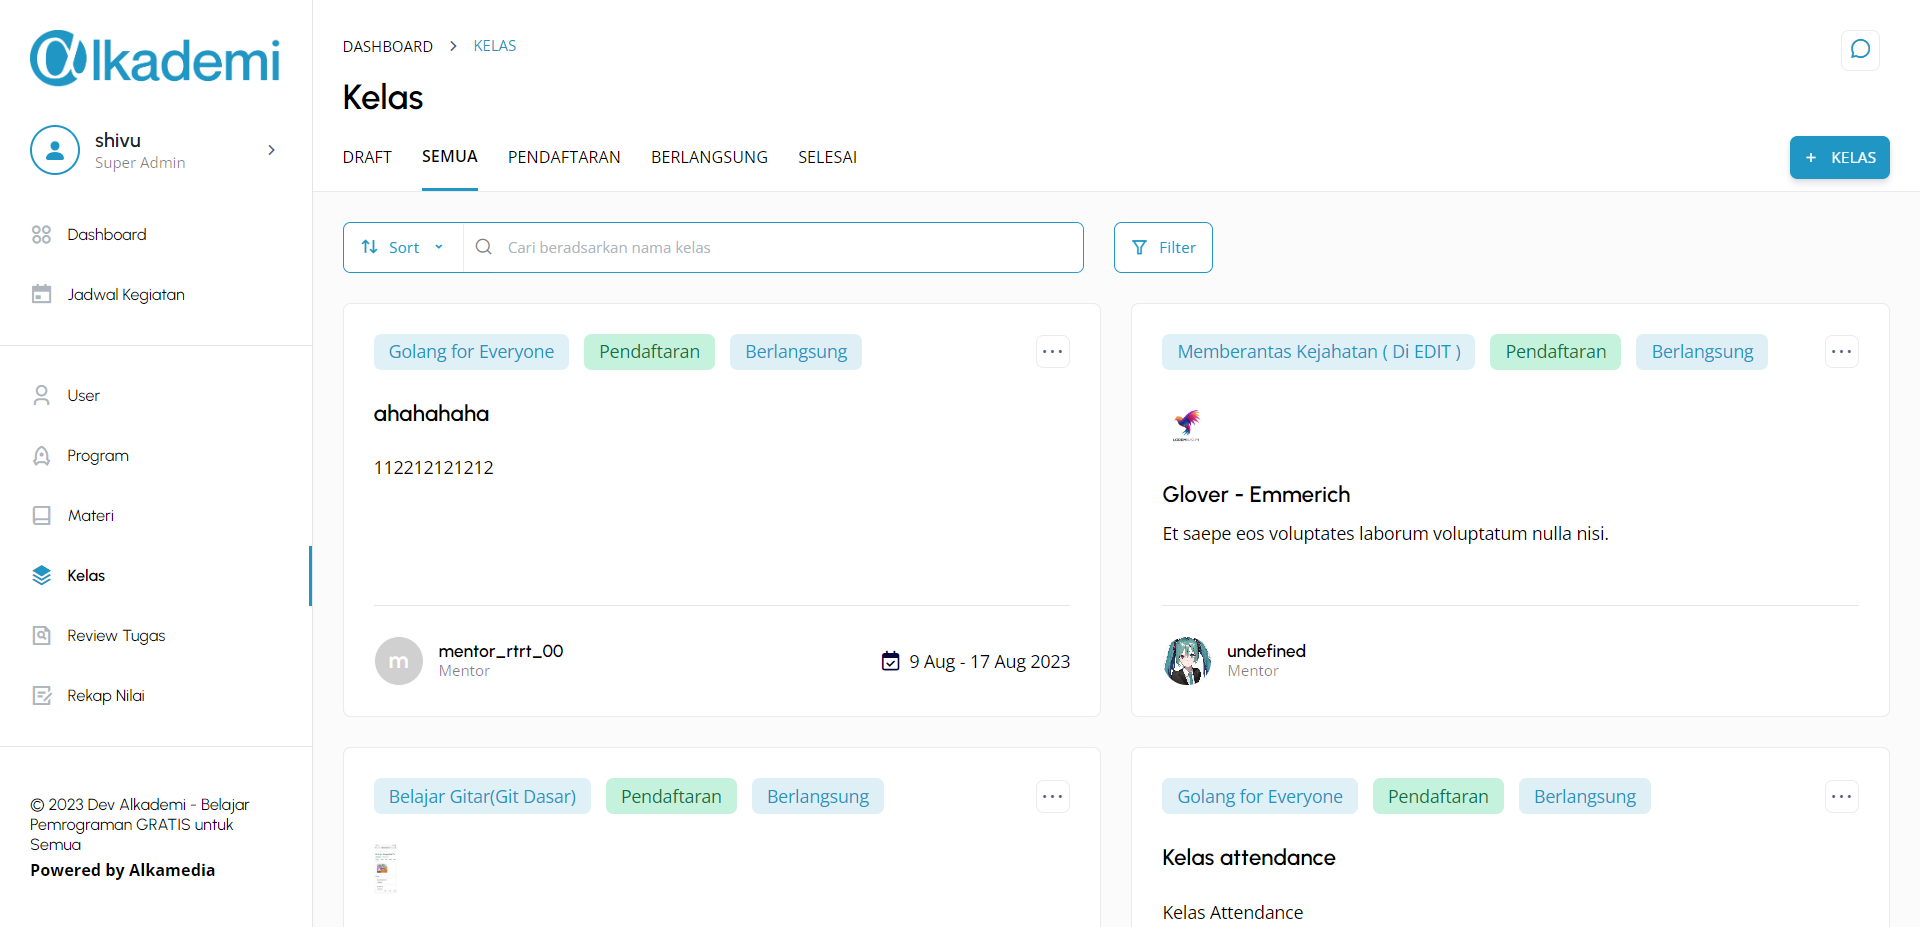 alkademi
shivu
Super Admin
Dashboard
Jadwal Kegiatan
User
Program
Materi
Kelas
Review Tugas
Rekap Nilai
© 2023 Dev Alkademi - Belajar
Pemrograman GRATIS untuk
Semua
Powered by Alkamedia
DASHBOARD > KELAS
Kelas
DRAFT SEMUA PENDAFTARAN BERLANGSUNG SELESAI
+ KELAS
Sort Cari beradsarkan nama kelas Filter
Golang for Everyone Pendaftaran Berlangsung
ahahahaha
112212121212
m mentor_rtrt_00
Mentor
9 Aug - 17 Aug 2023
Memberantas Kejahatan ( Di EDIT ) Pendaftaran Berlangsung
Glover - Emmerich
Et saepe eos voluptates laborum voluptatum nulla nisi.
undefined
Mentor
Belajar Gitar(Git Dasar) Pendaftaran Berlangsung
Golang for Everyone Pendaftaran Berlangsung
Kelas attendance
Kelas Attendance